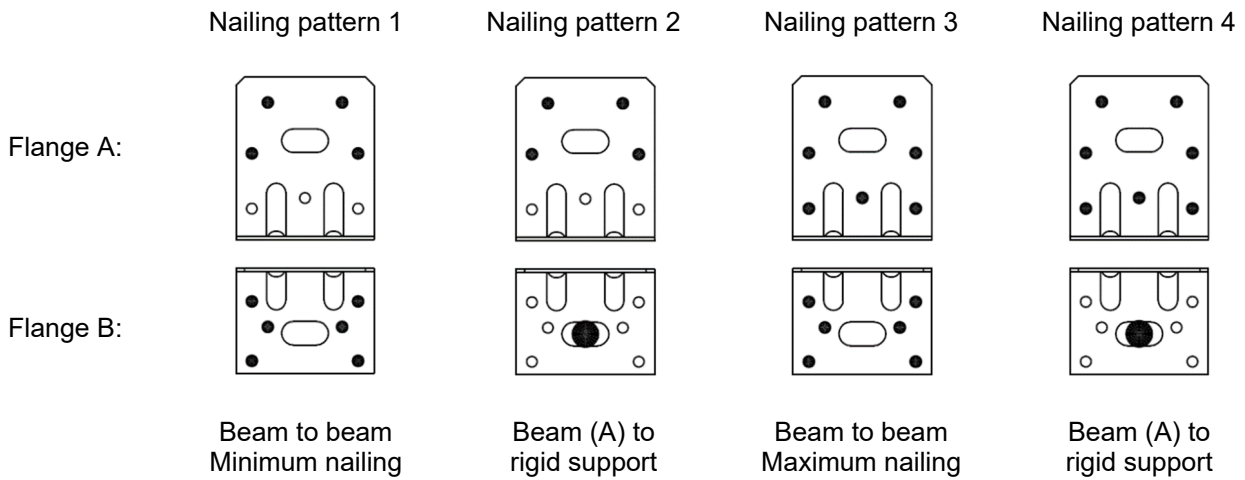 Nailing pattern 1
Nailing pattern 2
Nailing pattern 3
Nailing pattern 4
Flange A:
Flange B:
Beam to beam
Minimum nailing
Beam (A) to
rigid support
Beam to beam
Maximum nailing
Beam (A) to
rigid support